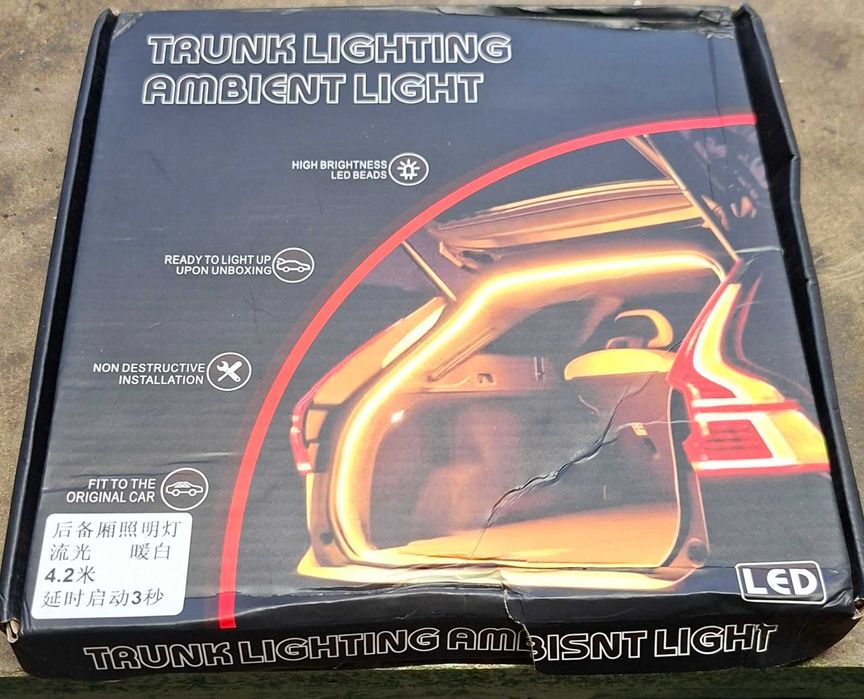 TRUNK LIGHTING
AMBIENT LIGHT
HIGH BRIGHTNESS
LED BEADS
READY TO LIGHT UP
UPON UNBOXING
NON DESTRUCTIVE
INSTALLATION
FIT TO THE
ORIGINAL CAR
后备厢照明灯
流光 暖白
4.2米
延时启动3秒
LED
TRUNK LIGHTING AMBISNT LIGHT